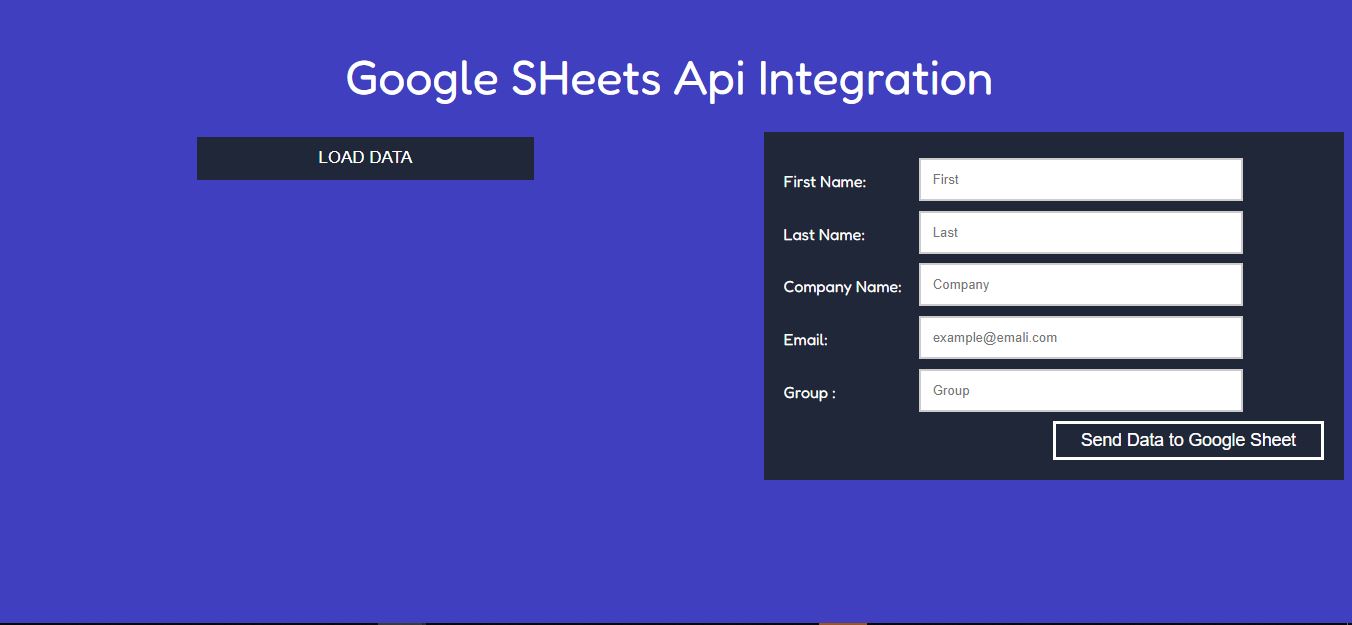 Google SHeets Api Integration
LOAD DATA
First Name:
First
Last Name:
Last
Company Name:
Company
Email:
example@emali.com
Group :
Group
Send Data to Google Sheet